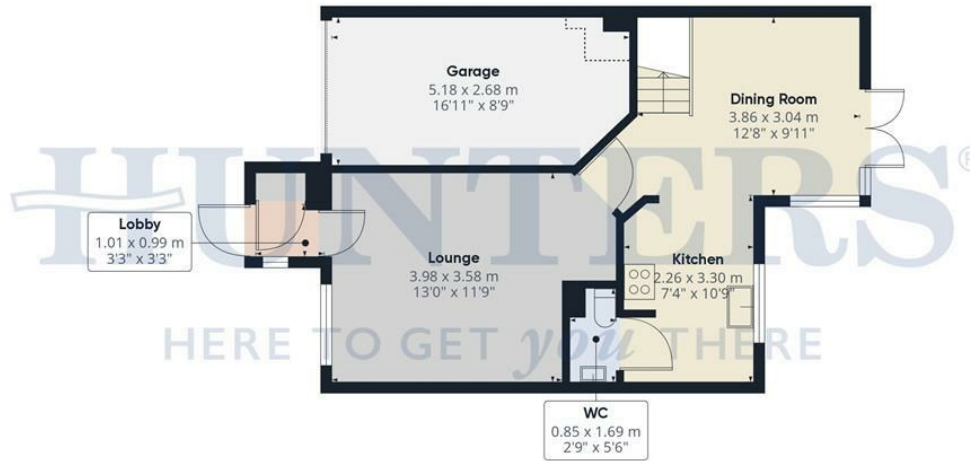 Garage
5.18 x 2.68 m
16'11" x 8'9"
Dining Room
3.86 x 3.04 m
12'8" x 9'11"
HUNTERS®
Lobby
1.01 x 0.99 m
3'3" x 3'3"
Lounge
3.98 x 3.58 m
13'0" x 11'9"
Kitchen
2.26 x 3.30 m
7'4" x 10'9"
HERE TO GET you THERE
WC
0.85 x 1.69 m
2'9" x 5'6"